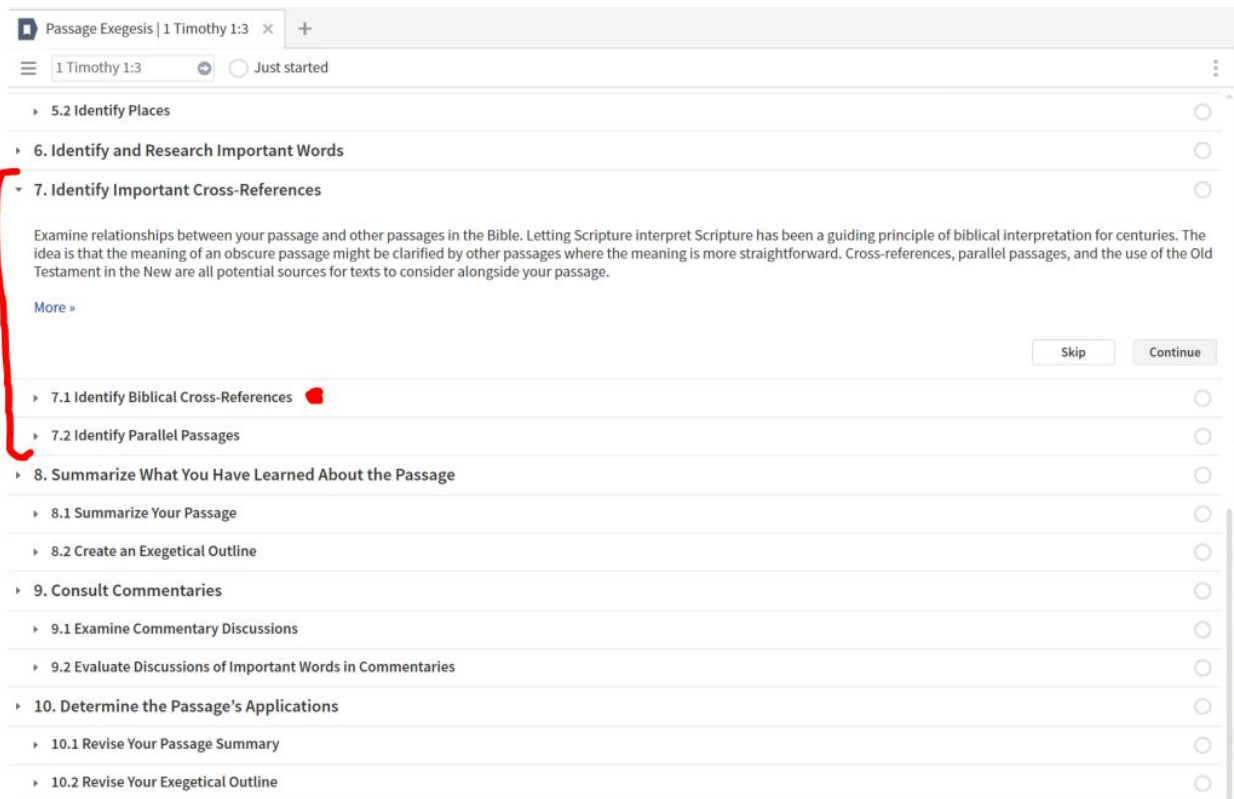 Passage Exegesis | 1 Timothy 1:3
1 Timothy 1:3 Just started
5.2 Identify Places
6. Identify and Research Important Words
7. Identify Important Cross-References
Examine relationships between your passage and other passages in the Bible. Letting Scripture interpret Scripture has been a guiding principle of biblical interpretation for centuries. The
idea is that the meaning of an obscure passage might be clarified by other passages where the meaning is more straightforward. Cross-references, parallel passages, and the use of the Old
Testament in the New are all potential sources for texts to consider alongside your passage.
More »
Skip Continue
7.1 Identify Biblical Cross-References
7.2 Identify Parallel Passages
8. Summarize What You Have Learned About the Passage
8.1 Summarize Your Passage
8.2 Create an Exegetical Outline
9. Consult Commentaries
9.1 Examine Commentary Discussions
9.2 Evaluate Discussions of Important Words in Commentaries
10. Determine the Passage’s Applications
10.1 Revise Your Passage Summary
10.2 Revise Your Exegetical Outline